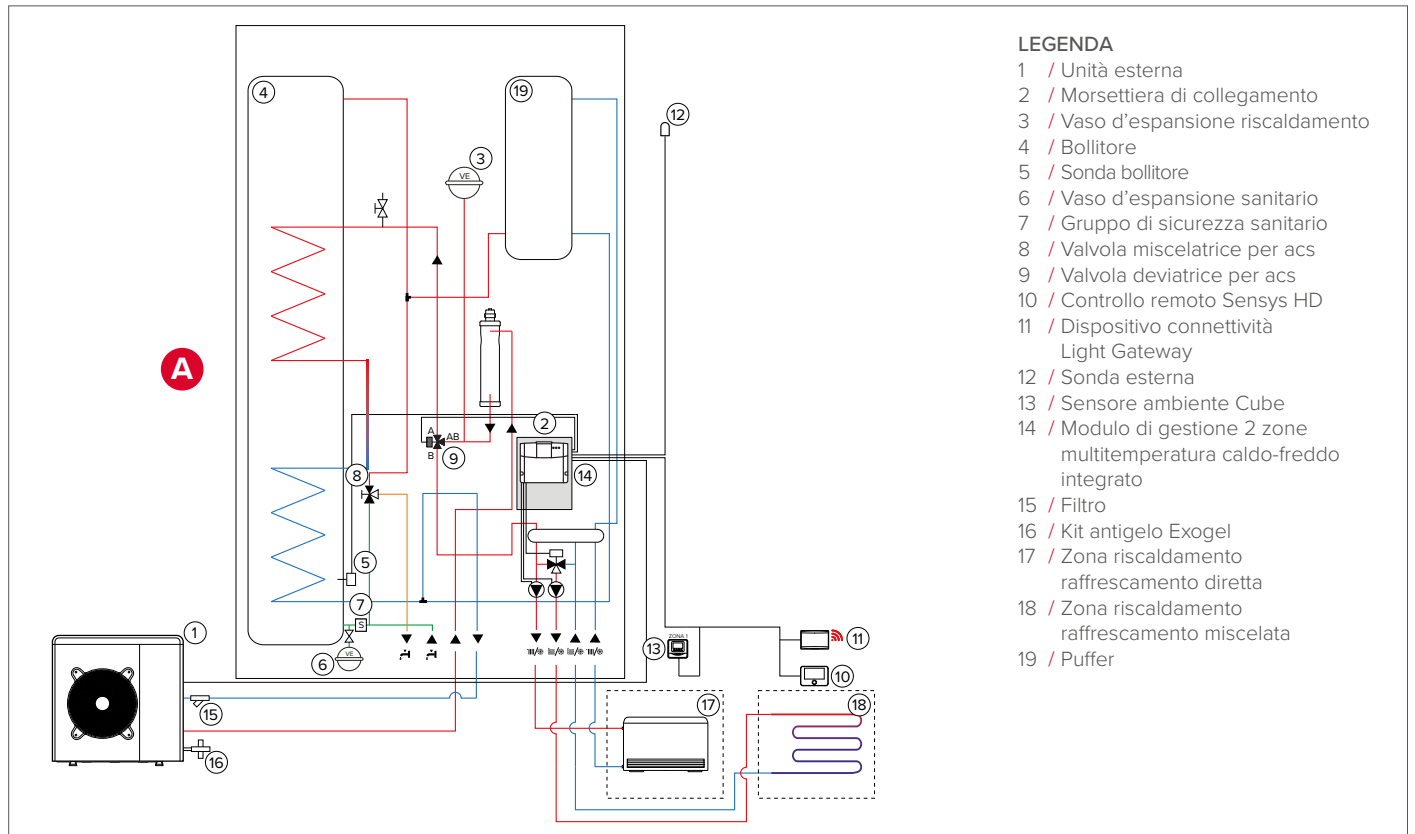 LEGENDA
1 / Unità esterna
2 / Morsettiera di collegamento
3 / Vaso d'espansione riscaldamento
4 / Bollitore
5 / Sonda bollitore
6 / Vaso d'espansione sanitario
7 / Gruppo di sicurezza sanitario
8 / Valvola miscelatrice per acs
9 / Valvola deviatrice per acs
10 / Controllo remoto Sensys HD
11 / Dispositivo connettività
Light Gateway
12 / Sonda esterna
13 / Sensore ambiente Cube
14 / Modulo di gestione 2 zone
multitemperatura caldo-freddo
integrato
15 / Filtro
16 / Kit antigelo Exogel
17 / Zona riscaldamento
raffrescamento diretta
18 / Zona riscaldamento
raffrescamento miscelata
19 / Puffer
4
19
12
3
VE
A
2
A
AB
B
9
8
14
5
7
S
1
6
VE
13
ZONA 1
11
10
15
16
17
18